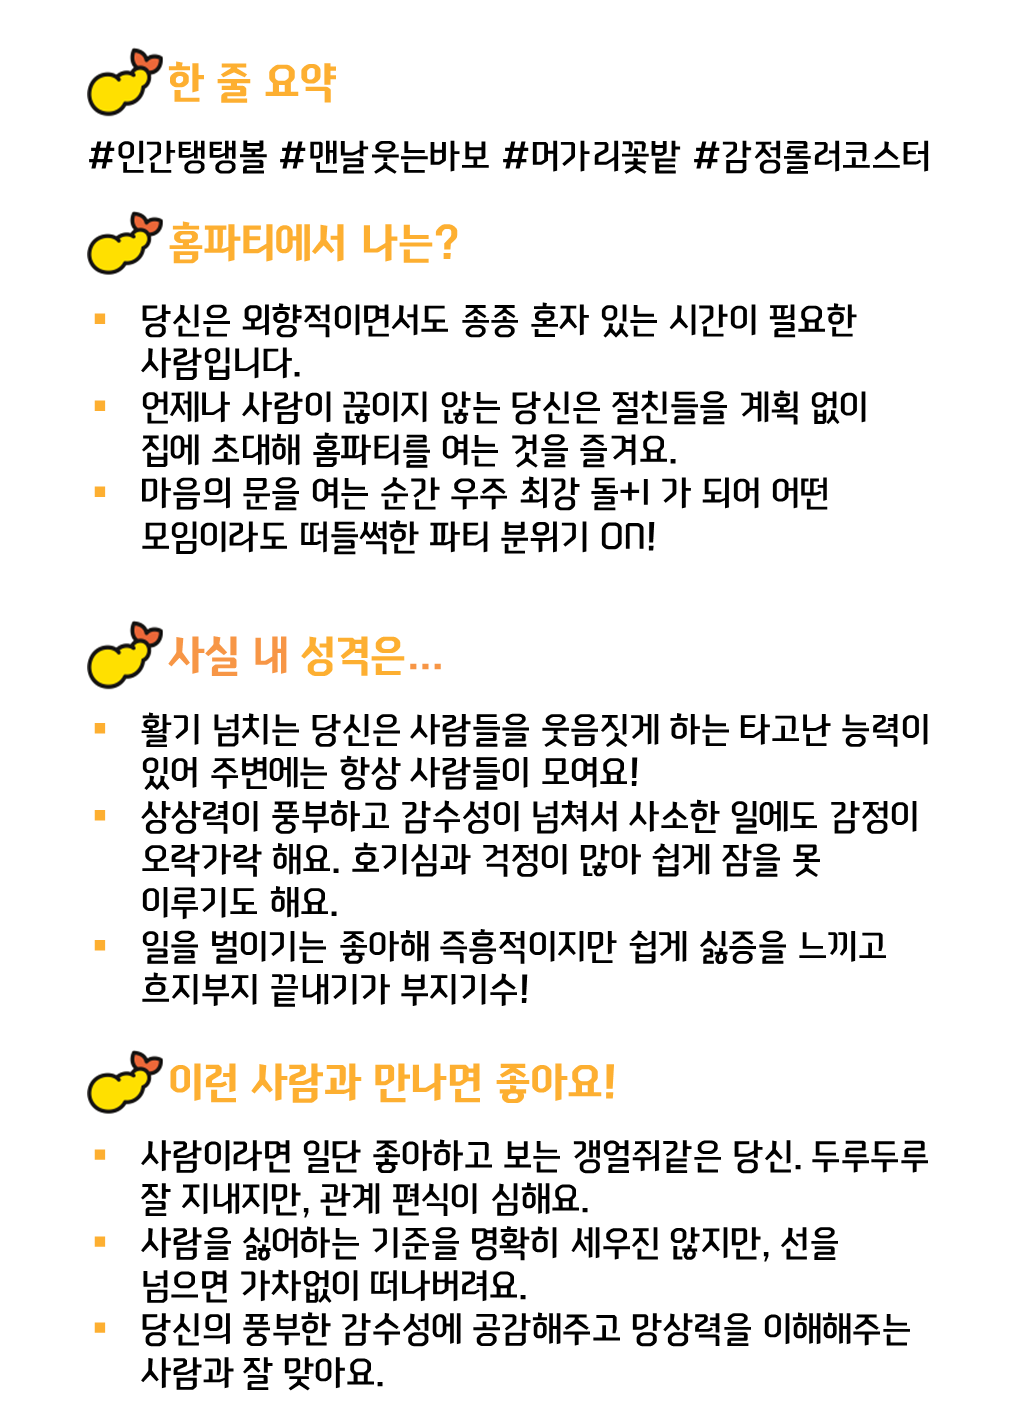 한 줄 요약
#인간탱탱볼 #맨날웃는바보 #머가리꽃밭 #감정롤러코스터
홈파티에서 나는?
▪ 당신은 외향적이면서도 종종 혼자 있는 시간이 필요한
사람입니다.
▪ 언제나 사람이 끊이지 않는 당신은 절친들을 계획 없이
집에 초대해 홈파티를 여는 것을 즐겨요.
▪ 마음의 문을 여는 순간 우주 최강 돌+I 가 되어 어떤
모임이라도 떠들썩한 파티 분위기 ON!
사실 내 성격은...
▪ 활기 넘치는 당신은 사람들을 웃음짓게 하는 타고난 능력이
있어 주변에는 항상 사람들이 모여요!
▪ 상상력이 풍부하고 감수성이 넘쳐서 사소한 일에도 감정이
오락가락 해요. 호기심과 걱정이 많아 쉽게 잠을 못
이루기도 해요.
▪ 일을 벌이기는 좋아해 즉흥적이지만 쉽게 싫증을 느끼고
흐지부지 끝내기가 부지기수!
이런 사람과 만나면 좋아요!
▪ 사람이라면 일단 좋아하고 보는 갱얼쥐같은 당신. 두루두루
잘 지내지만, 관계 편식이 심해요.
▪ 사람을 싫어하는 기준을 명확히 세우진 않지만, 선을
넘으면 가차없이 떠나버려요.
▪ 당신의 풍부한 감수성에 공감해주고 망상력을 이해해주는
사람과 잘 맞아요.